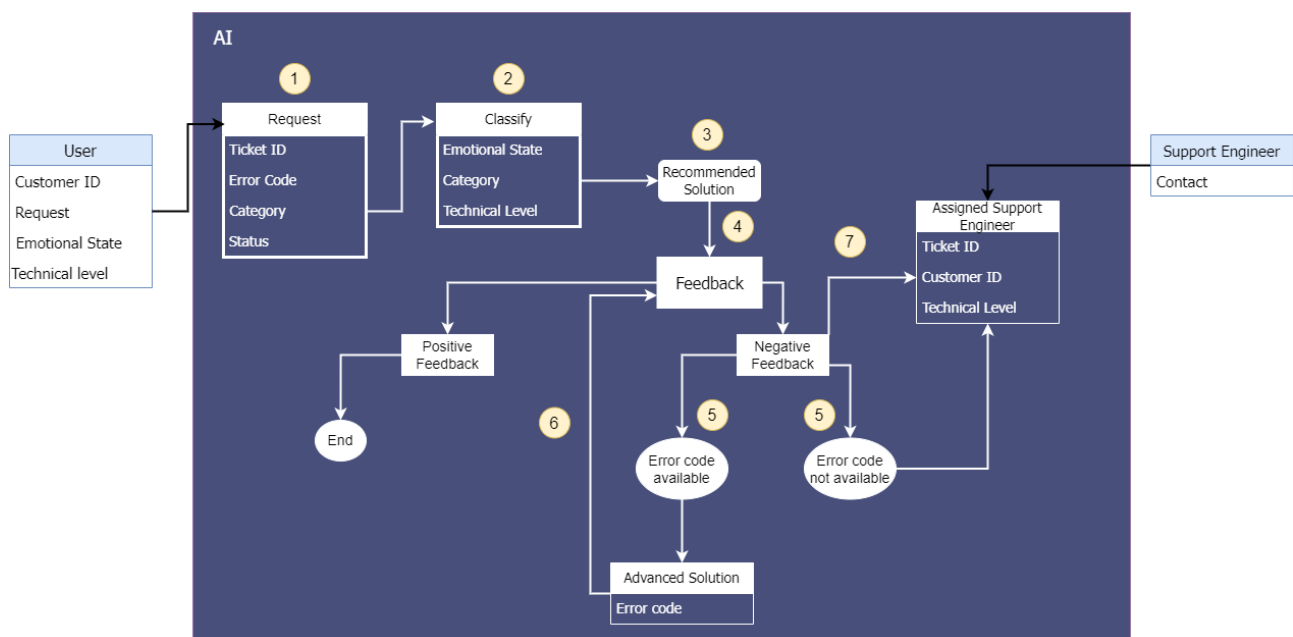 AI
1
2
Request
Ticket ID
Error Code
Category
Status
Classify
Emotional State
Category
Technical Level
User
Customer ID
Request
Emotional State
Technical level
3
Recommended
Solution
Support Engineer
Contact
4
7
Assigned Support
Engineer
Ticket ID
Customer ID
Technical Level
Feedback
Positive
Feedback
Negative
Feedback
6
5
5
End
Error code
available
Error code
not available
Advanced Solution
Error code